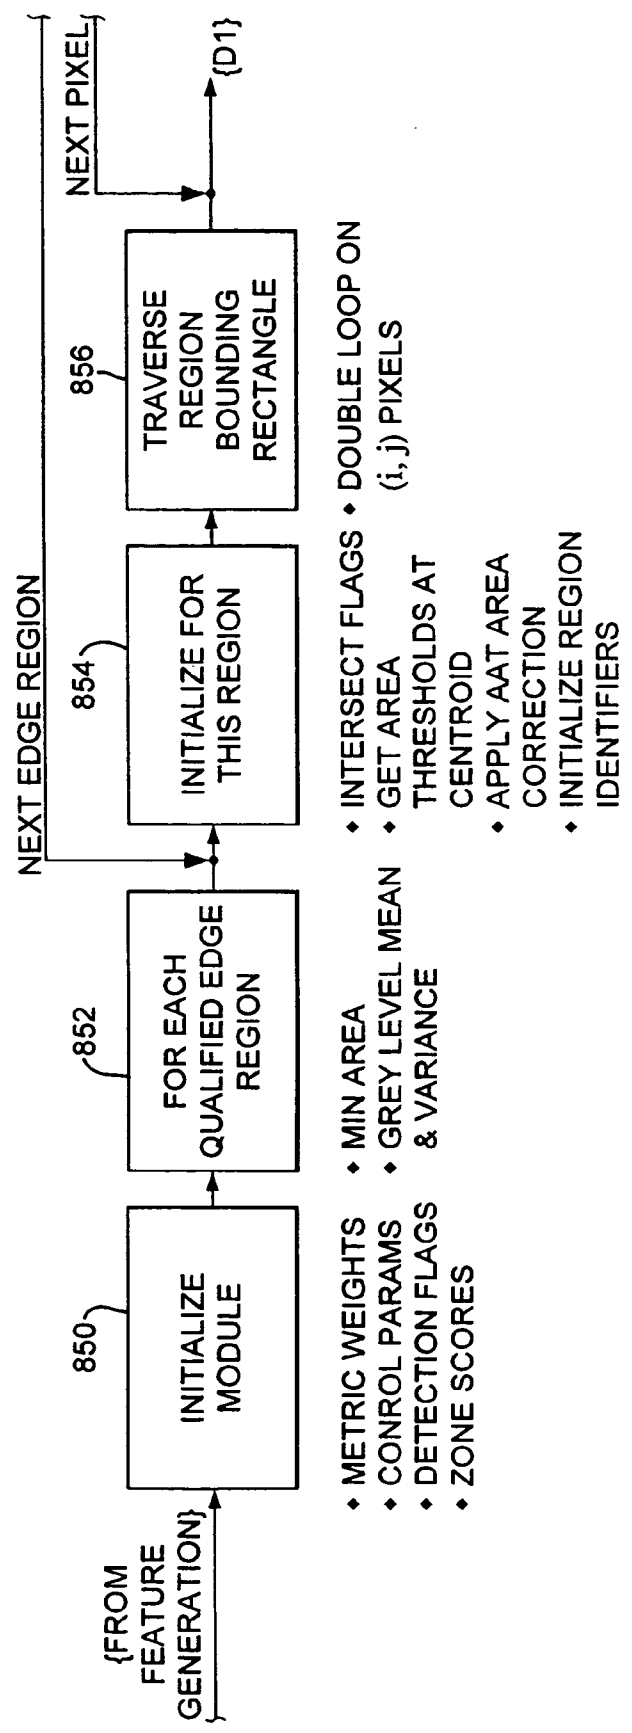 {FROM
FEATURE
GENERATION}
850
INITIALIZE
MODULE
♦ METRIC WEIGHTS
♦ CONROL PARAMS
♦ DETECTION FLAGS
♦ ZONE SCORES
852
FOR EACH
QUALIFIED EDGE
REGION
♦ MIN AREA
♦ GREY LEVEL MEAN
& VARIANCE
NEXT EDGE REGION
854
INITIALIZE FOR
THIS REGION
♦ INTERSECT FLAGS
♦ GET AREA
THRESHOLDS AT
CENTROID
♦ APPLY AAT AREA
CORRECTION
♦ INITIALIZE REGION
IDENTIFIERS
856
TRAVERSE
REGION
BOUNDING
RECTANGLE
♦ DOUBLE LOOP ON
(i, j) PIXELS
NEXT PIXEL
{D1}